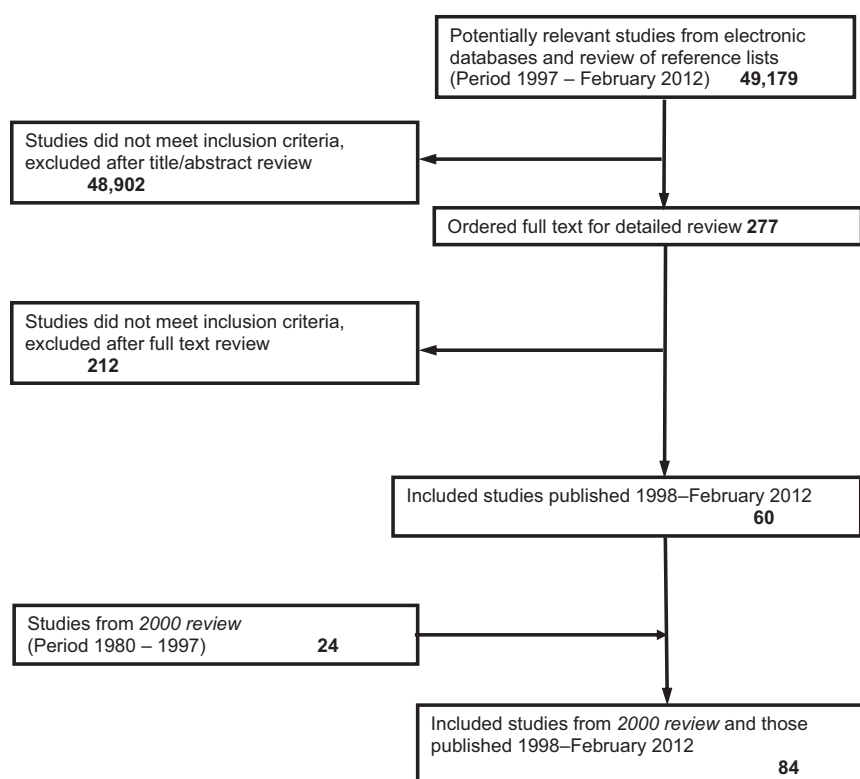 Potentially relevant studies from electronic
databases and review of reference lists
(Period 1997 – February 2012) 49,179
Studies did not meet inclusion criteria,
excluded after title/abstract review
48,902
Ordered full text for detailed review 277
Studies did not meet inclusion criteria,
excluded after full text review
212
Included studies published 1998–February 2012
60
Studies from 2000 review
(Period 1980 – 1997) 24
Included studies from 2000 review and those
published 1998–February 2012
84